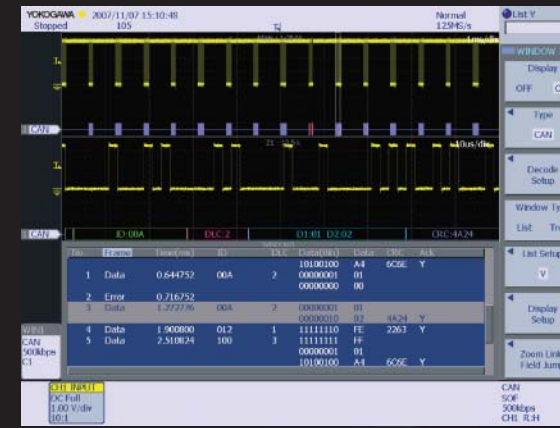 YOKOGAWA 2007/11/07 15:10:48 Normal
Stopped 105 125MS/s
List V
WINDOW
Display
OFF
Type
CAN
Decode
Setup
List
List Setup
V
Display
Setup
Zoom Link
Field Jump
1ms/div
CAN
10us/div
CAN ID:00A DLC:2 D1:01 D2:02 CRC:4A24
No Frame Time(ms) ID DLC Data(Bin) Data CRC Ack
10100100 A4 6C6E Y
1 Data 0.644752 00A 2 00000001 01
00000000 00
2 Error 0.716752
3 Data 1.272776 00A 2 00000001 01
00000010 02 4A24 Y
4 Data 1.900800 012 1 11111110 FE 2263 Y
5 Data 2.510824 100 3 11111111 FF
00000001 01
10100100 A4 6C6E Y
WIN1
CAN
500kbps
C1
CH1 INPUT
DC Full
1.00 V/div
10:1
CAN
SOF
500kbps
CH1 R:H